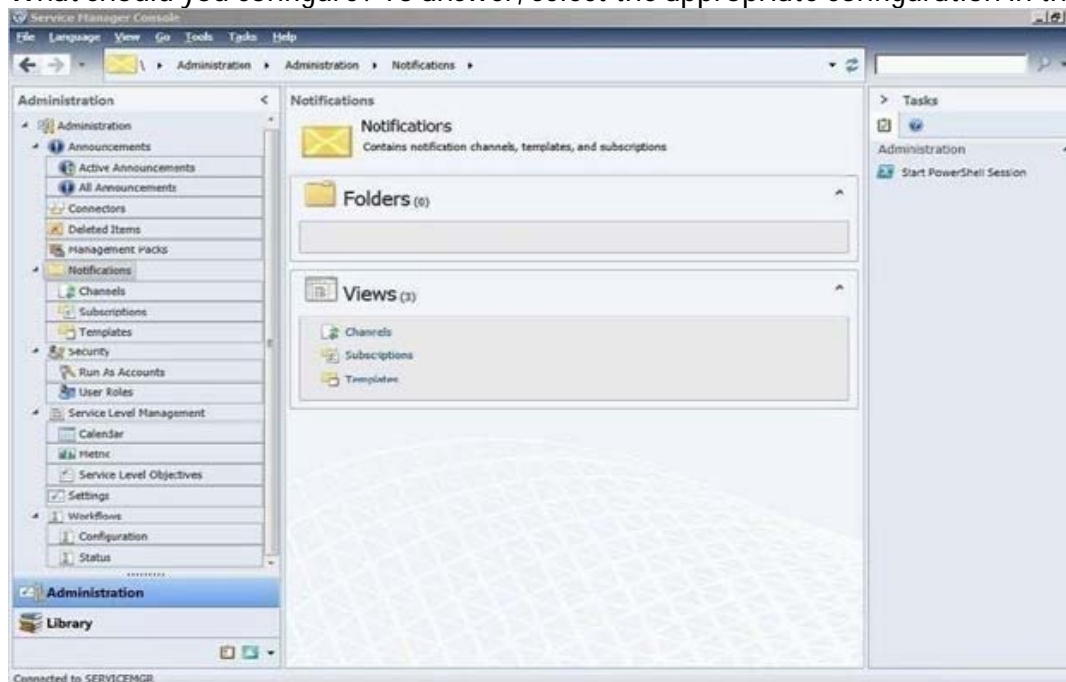 What should you configure? To answer, select the appropriate configuration in th
Service Manager Console
File Language View Go Tools Tasks Help
\ Administration Administration Notifications
Administration
Administration
Announcements
Active Announcements
All Announcements
Connectors
Deleted Items
Management Packs
Notifications
Channels
Subscriptions
Templates
Security
Run As Accounts
User Roles
Service Level Management
Calendar
Metric
Service Level Objectives
Settings
Workflows
Configuration
Status
Administration
Library
Notifications
Notifications
Contains notification channels, templates, and subscriptions
Folders (0)
Views (3)
Channels
Subscriptions
Templates
Tasks
Administration
Start PowerShell Session
Connected to SERVICEMGR